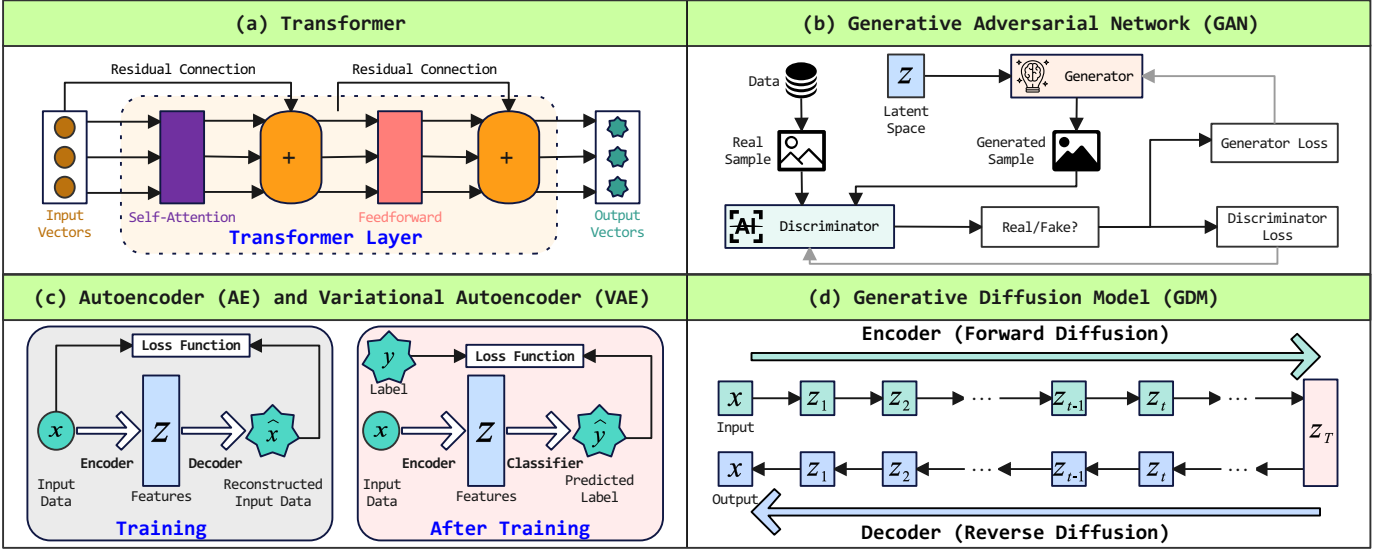 (a) Transformer
Residual Connection
Residual Connection
+
+
Input
Vectors
Self-Attention
Feedforward
Output
Vectors
Transformer Layer
(b) Generative Adversarial Network (GAN)
Data
z
Latent
Space
Generator
Real
Sample
Generated
Sample
Generator Loss
AI
Discriminator
Real/Fake?
Discriminator
Loss
(c) Autoencoder (AE) and Variational Autoencoder (VAE)
Loss Function
x
z
x̂
Encoder
Decoder
Input
Data
Features
Reconstructed
Input Data
Training
y
Label
Loss Function
x
z
ŷ
Encoder
Classifier
Input
Data
Features
Predicted
Label
After Training
(d) Generative Diffusion Model (GDM)
Encoder (Forward Diffusion)
x z₁ z₂ ... zₜ₋₁ zₜ ...
Input
z_T
x z₁ z₂ ... zₜ₋₁ zₜ ...
Output
Decoder (Reverse Diffusion)